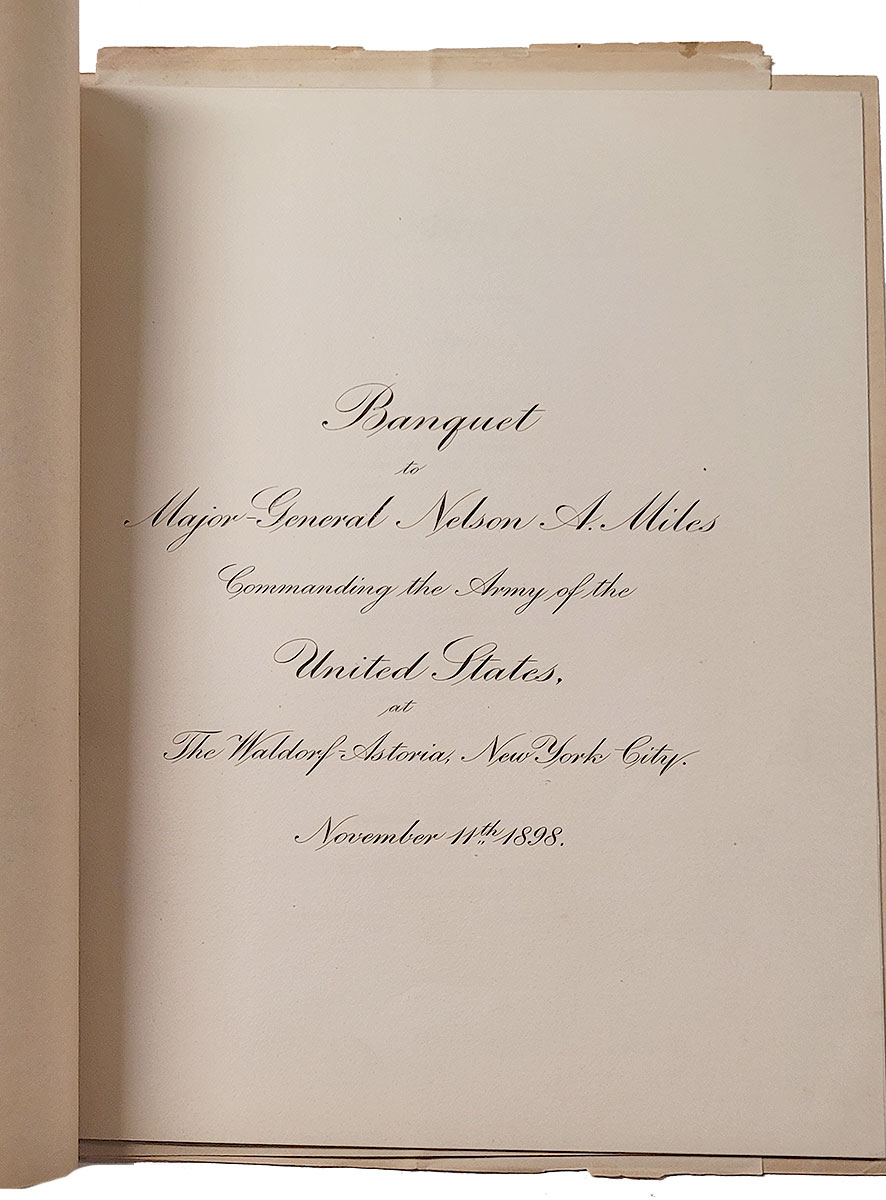 Banquet
to
Major-General Nelson A. Miles
Commanding the Army of the
United States,
at
The Waldorf-Astoria, New York City.
November 11th 1898.